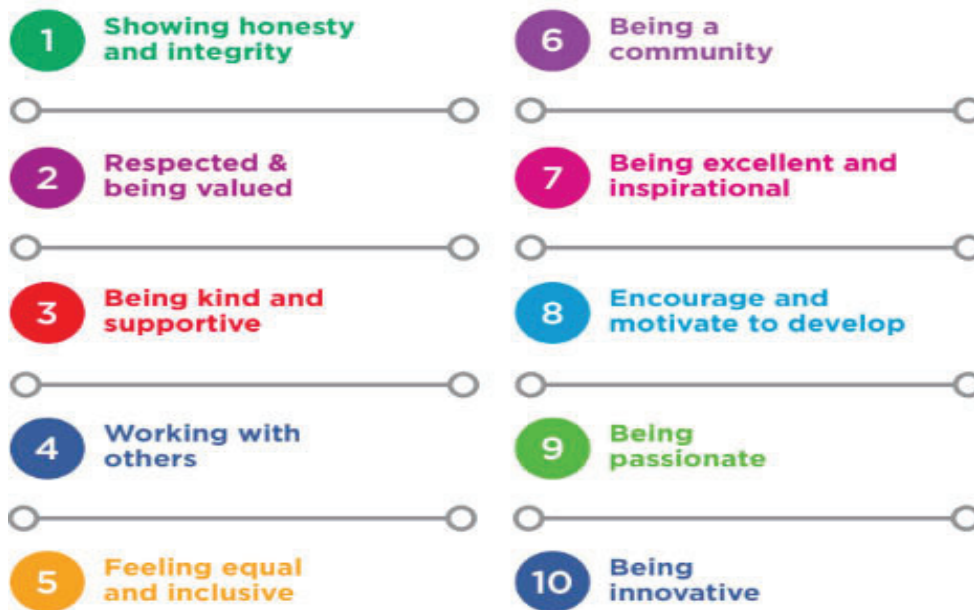 1
Showing honesty
and integrity
2
Respected &
being valued
3
Being kind and
supportive
4
Working with
others
5
Feeling equal
and inclusive
6
Being a
community
7
Being excellent and
inspirational
8
Encourage and
motivate to develop
9
Being
passionate
10
Being
innovative